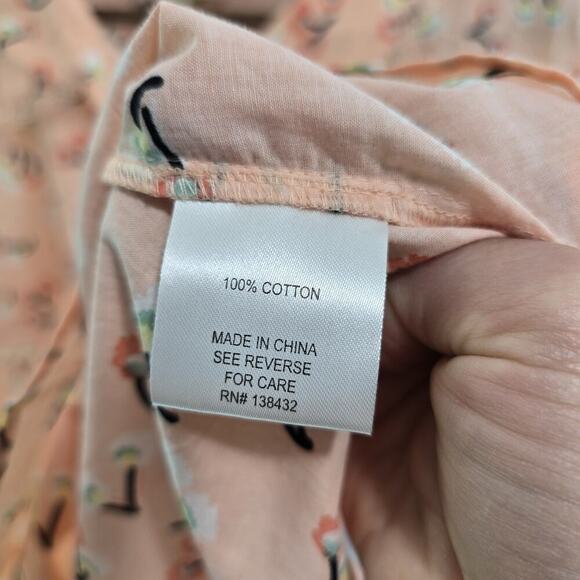 100% COTTON
MADE IN CHINA
SEE REVERSE
FOR CARE
RN# 138432